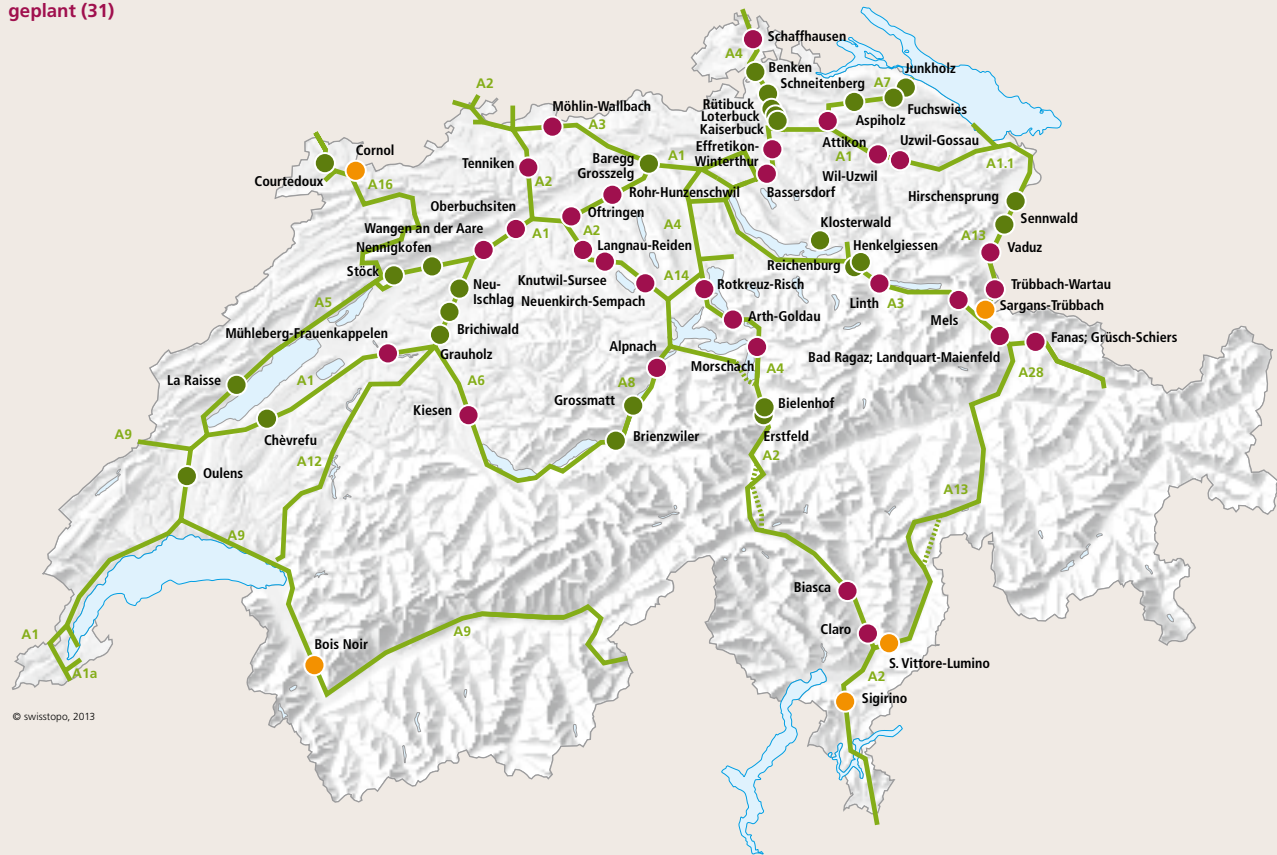 geplant (31)
Schaffhausen
A4
Benken
Junkholz
Schneitenberg
A7
A2
Rütibuck
Loterbuck
Kaiserbuck
Fuchswies
Aspiholz
Möhlin-Wallbach
A3
Attikon
Uzwil-Gossau
A1
A1.1
Cornol
Effretikon-
Winterthur
Wil-Uzwil
Baregg
Grosszelg
A1
Tenniken
A2
Courtedoux
A16
Bassersdorf
Rohr-Hunzenschwil
Hirschensprung
Oberbuchsiten
Oftringen
Sennwald
Klosterwald
A4
Wangen an der Aare
A1
A2
A13
Vaduz
Nennigkofen
Langnau-Reiden
Henkelgiessen
Reichenburg
Stöck
Knutwil-Sursee
A14
Neu-
Ischlag
Neuenkirch-Sempach
Rotkreuz-Risch
Trübbach-Wartau
A5
Linth
A3
Sargans-Trübbach
Arth-Goldau
Mels
Brichiwald
Mühleberg-Frauenkappelen
Fanas; Grüsch-Schiers
Grauholz
Alpnach
Bad Ragaz; Landquart-Maienfeld
Morschach
A4
A28
La Raisse
A1
A6
A8
Grossmatt
Bielenhof
Kiesen
Chèvrefu
Brienzwiler
Erstfeld
A9
A2
A12
Oulens
A13
A9
Biasca
Claro
A1
A9
Bois Noir
S. Vittore-Lumino
A1a
A2
Sigirino
© swisstopo, 2013